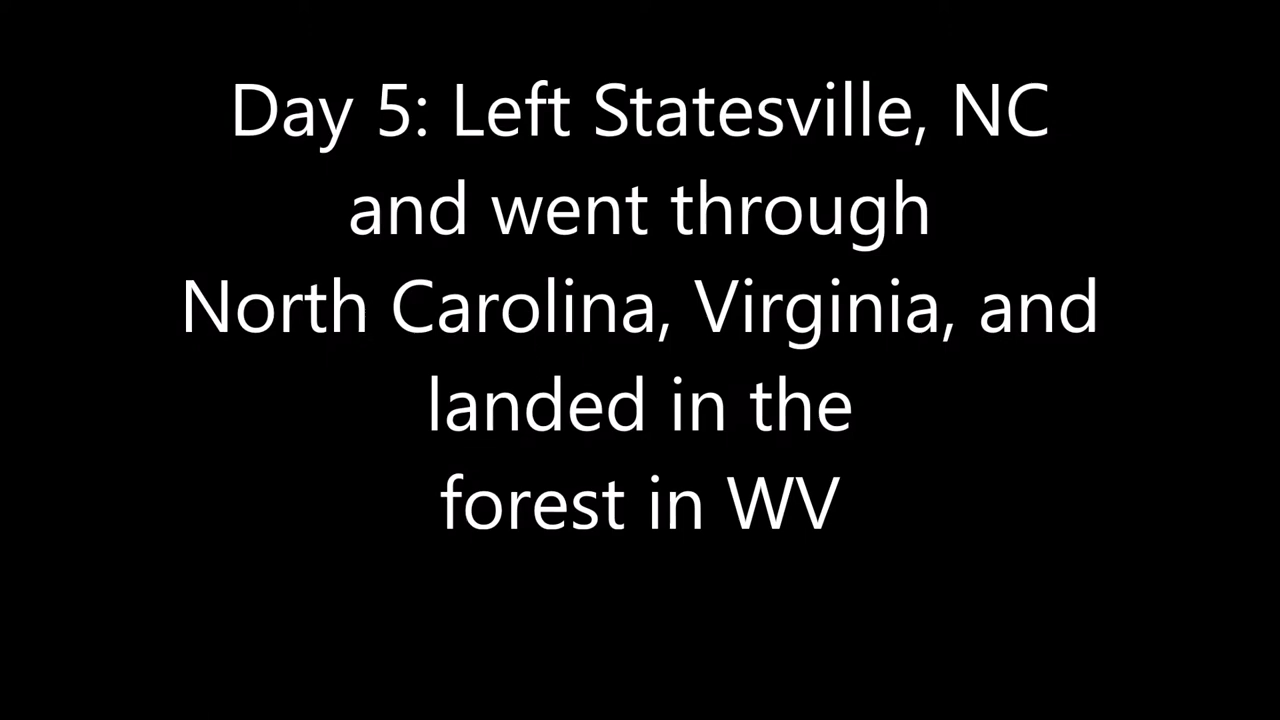 Day 5: Left Statesville, NC
and went through
North Carolina, Virginia, and
landed in the
forest in WV